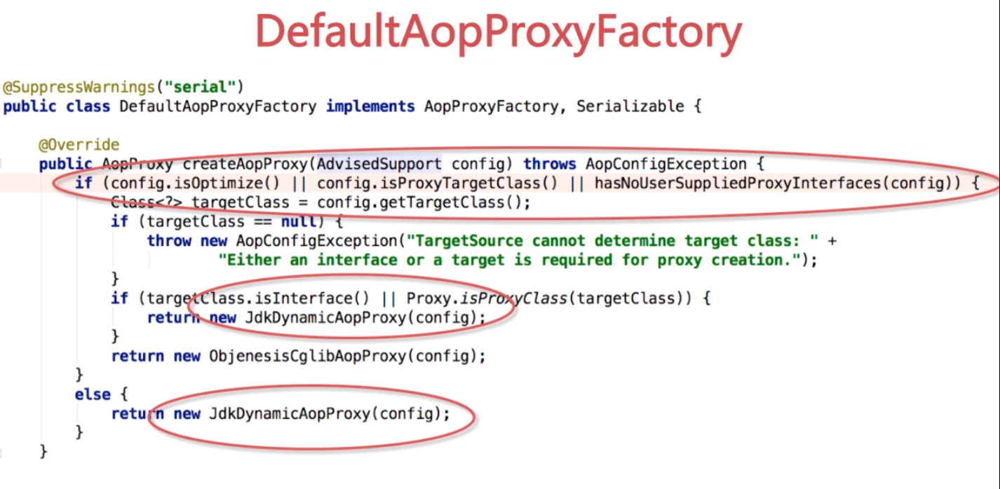 DefaultAopProxyFactory
@SuppressWarnings("serial")
public class DefaultAopProxyFactory implements AopProxyFactory, Serializable {
@Override
public AopProxy createAopProxy(AdvisedSupport config) throws AopConfigException {
if (config.isOptimize() || config.isProxyTargetClass() || hasNoUserSuppliedProxyInterfaces(config)) {
Class<?> targetClass = config.getTargetClass();
if (targetClass == null) {
throw new AopConfigException("TargetSource cannot determine target class: " +
"Either an interface or a target is required for proxy creation.");
}
if (targetClass.isInterface() || Proxy.isProxyClass(targetClass)) {
return new JdkDynamicAopProxy(config);
}
return new ObjenesisCglibAopProxy(config);
}
else {
return new JdkDynamicAopProxy(config);
}
}